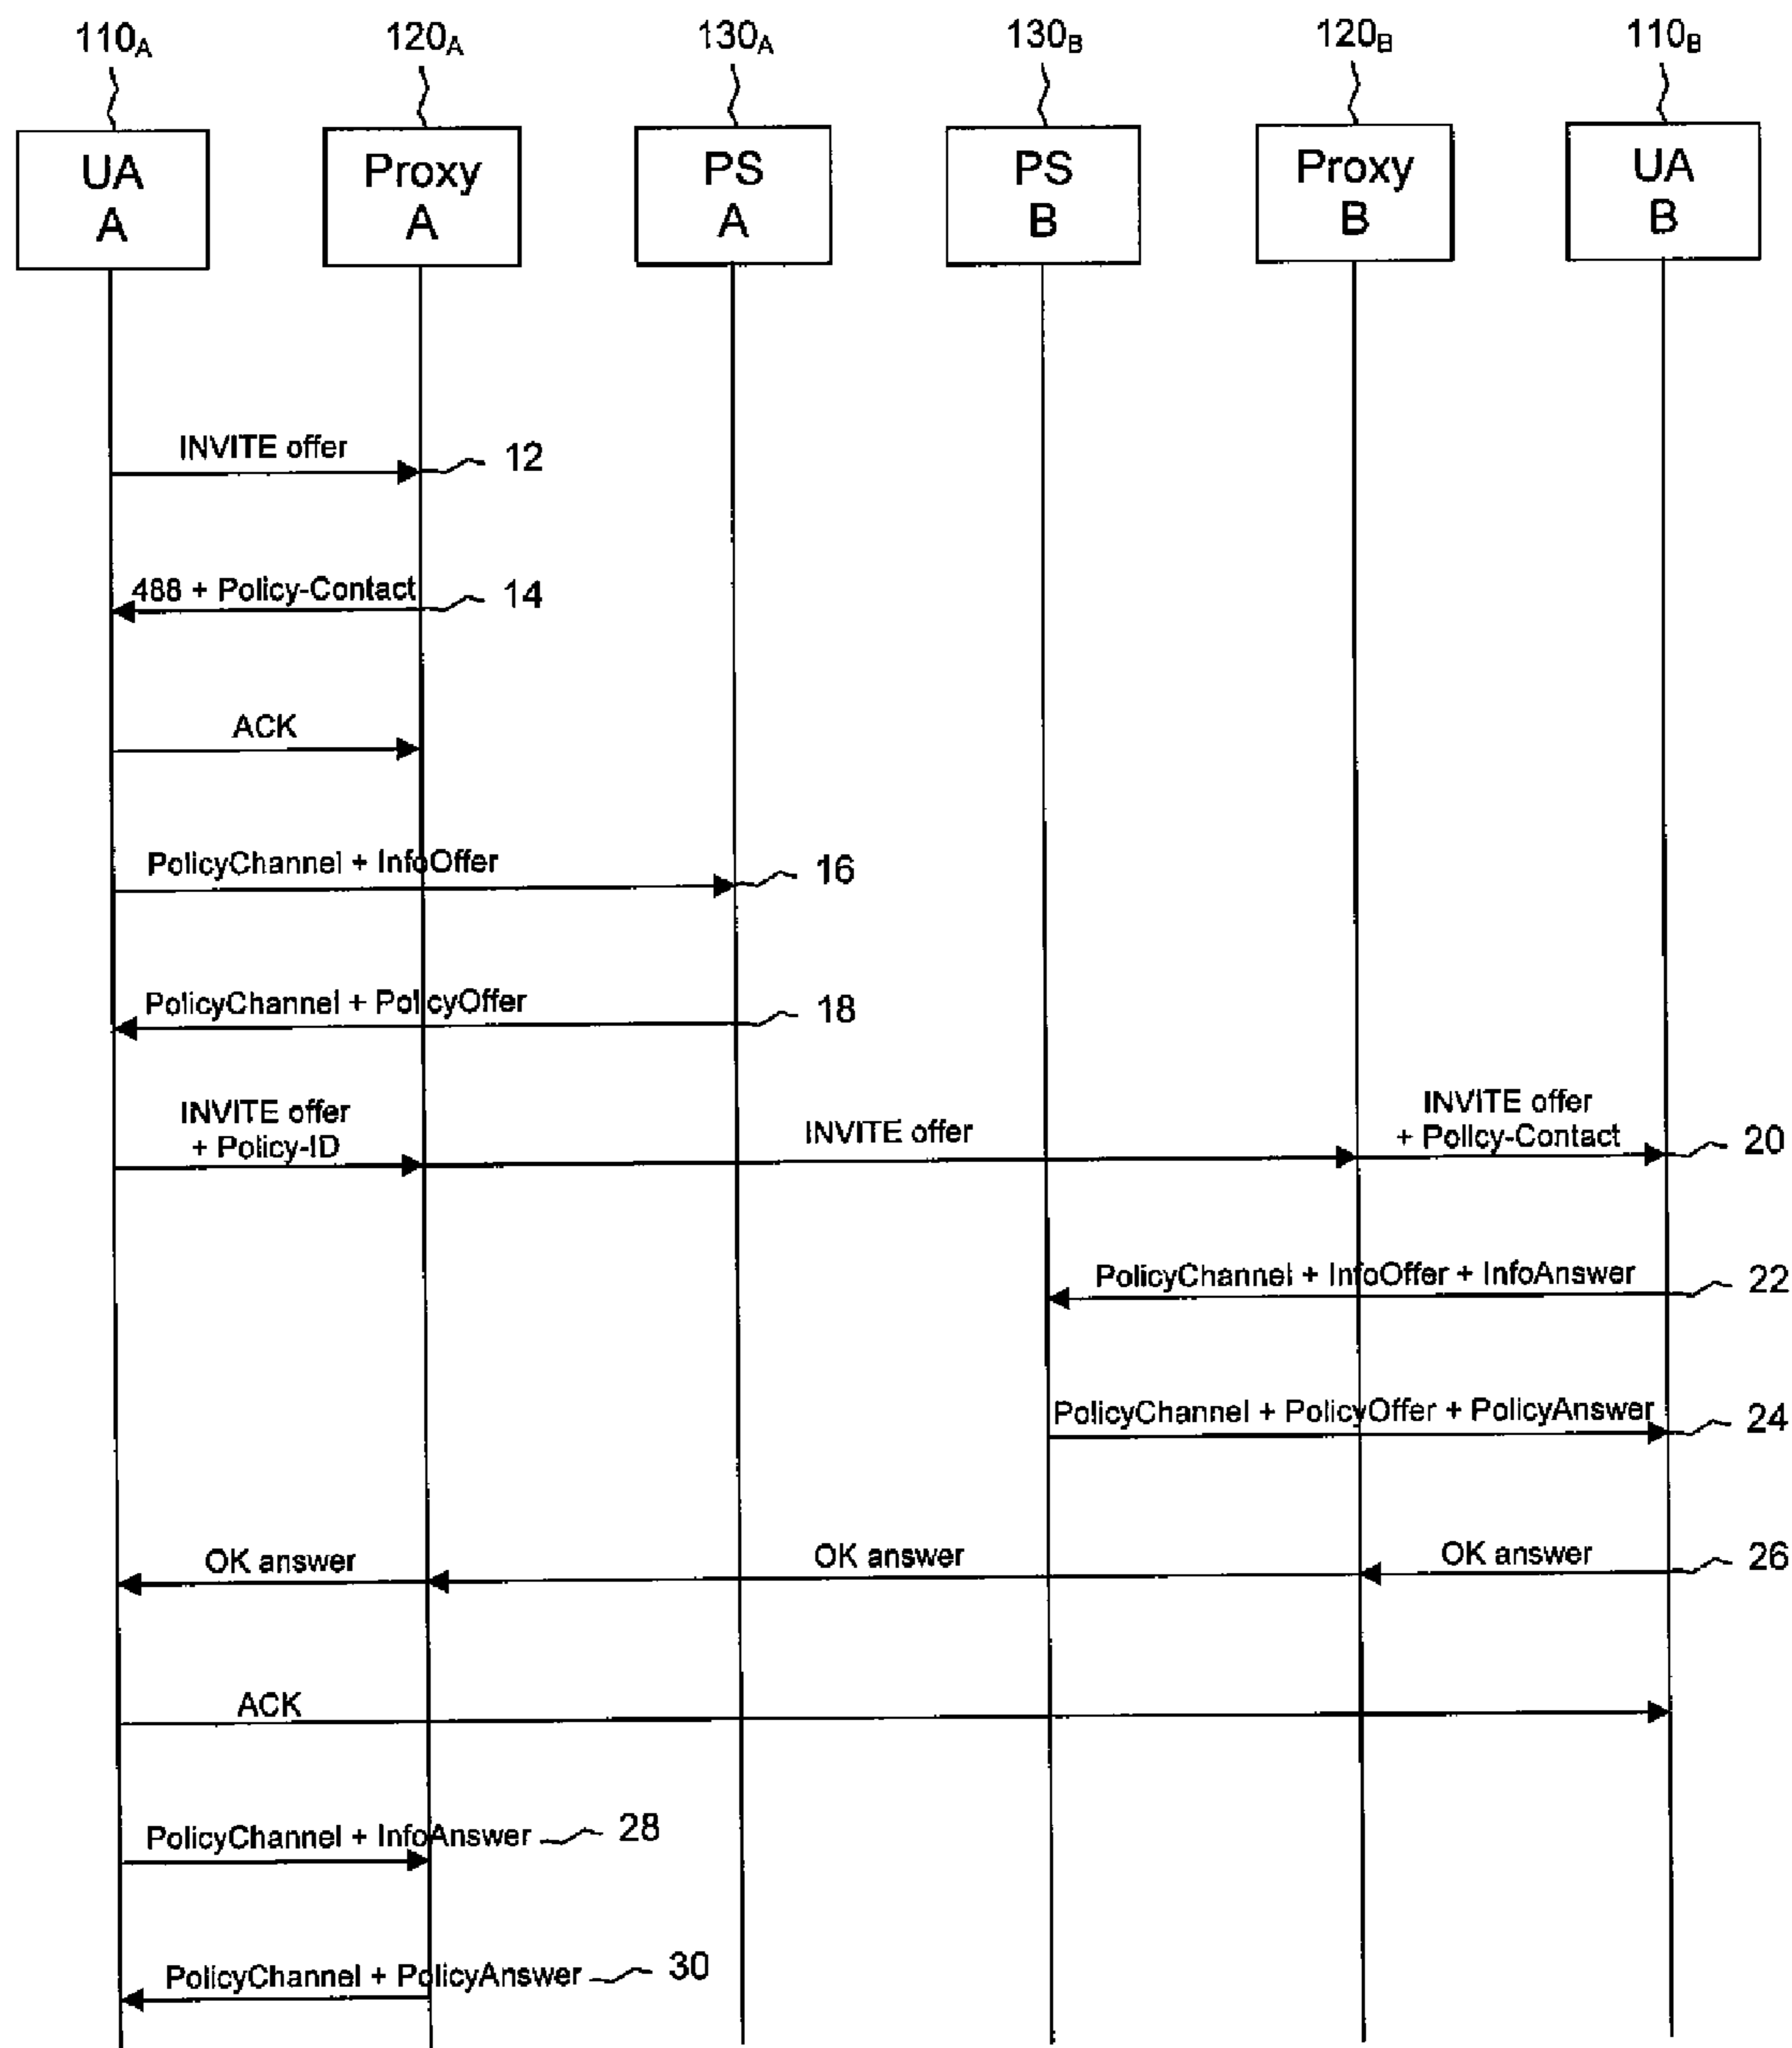 110A 120A 130A 130B 120B 110B
UA Proxy PS PS Proxy UA
A A A B B B
INVITE offer 12
488 + Policy-Contact 14
ACK
PolicyChannel + InfoOffer 16
PolicyChannel + PolicyOffer 18
INVITE offer
+ Policy-ID
INVITE offer
INVITE offer
+ Policy-Contact 20
PolicyChannel + InfoOffer + InfoAnswer 22
PolicyChannel + PolicyOffer + PolicyAnswer 24
OK answer OK answer OK answer 26
ACK
PolicyChannel + InfoAnswer 28
PolicyChannel + PolicyAnswer 30